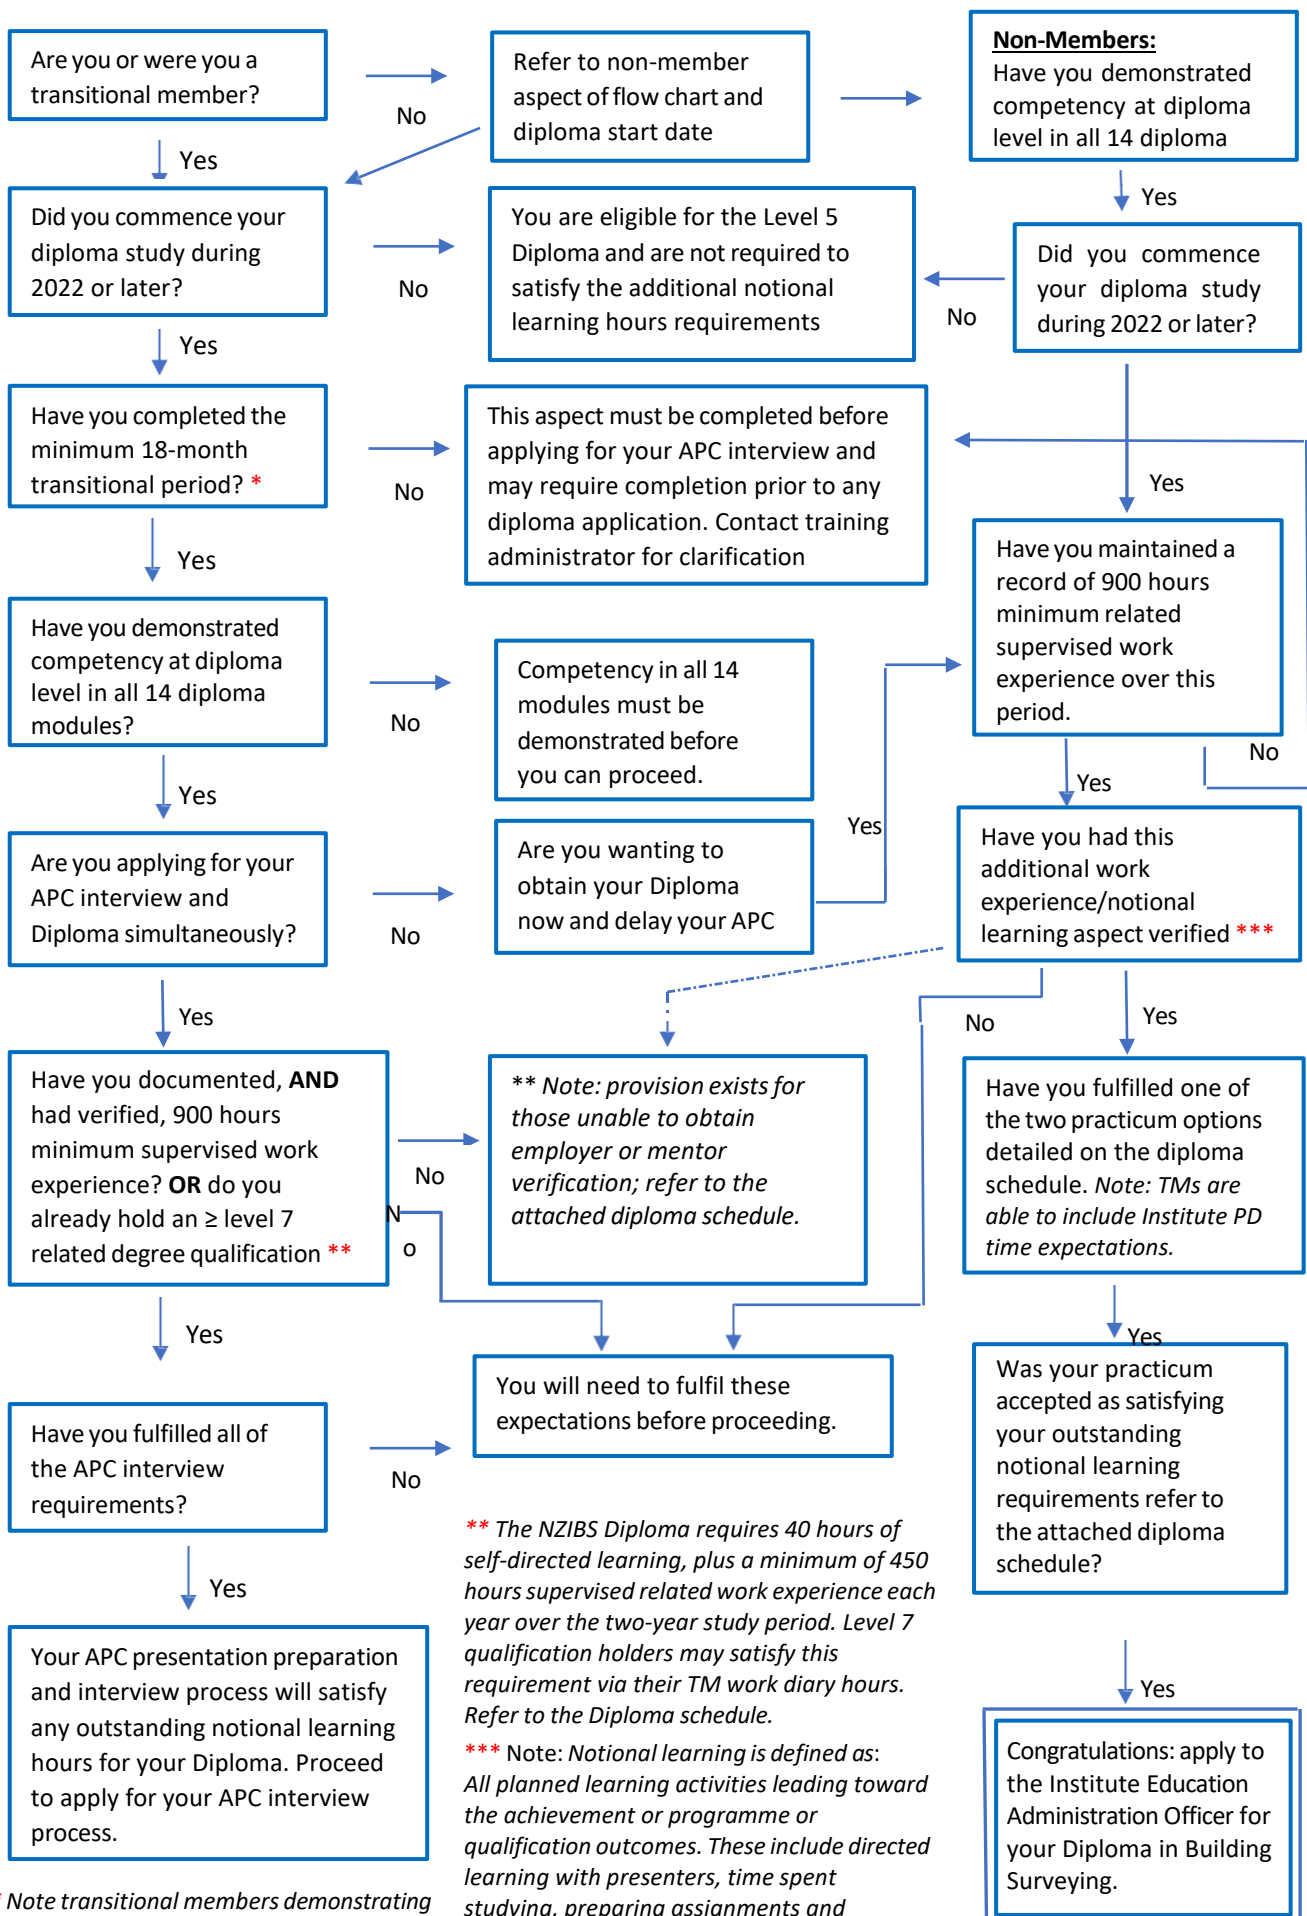 Are you or were you a
transitional member?
No
Refer to non-member
aspect of flow chart and
diploma start date
Non-Members:
Have you demonstrated
competency at diploma
level in all 14 diploma
Yes
Yes
Did you commence your
diploma study during
2022 or later?
No
You are eligible for the Level 5
Diploma and are not required to
satisfy the additional notional
learning hours requirements
No
Did you commence
your diploma study
during 2022 or later?
Yes
Have you completed the
minimum 18-month
transitional period? *
No
This aspect must be completed before
applying for your APC interview and
may require completion prior to any
diploma application. Contact training
administrator for clarification
Yes
Have you maintained a
record of 900 hours
minimum related
supervised work
experience over this
period.
No
Yes
Have you demonstrated
competency at diploma
level in all 14 diploma
modules?
No
Competency in all 14
modules must be
demonstrated before
you can proceed.
Yes
Yes
Are you applying for your
APC interview and
Diploma simultaneously?
No
Are you wanting to
obtain your Diploma
now and delay your APC
Yes
Have you had this
additional work
experience/notional
learning aspect verified ***
No
Yes
Yes
Have you documented, AND
had verified, 900 hours
minimum supervised work
experience? OR do you
already hold an ≥ level 7
related degree qualification **
No
N
o
** Note: provision exists for
those unable to obtain
employer or mentor
verification; refer to the
attached diploma schedule.
Have you fulfilled one of
the two practicum options
detailed on the diploma
schedule. Note: TMs are
able to include Institute PD
time expectations.
Yes
Yes
Have you fulfilled all of
the APC interview
requirements?
No
You will need to fulfil these
expectations before proceeding.
Was your practicum
accepted as satisfying
your outstanding
notional learning
requirements refer to
the attached diploma
schedule?
Yes
Yes
Your APC presentation preparation
and interview process will satisfy
any outstanding notional learning
hours for your Diploma. Proceed
to apply for your APC interview
process.
** The NZIBS Diploma requires 40 hours of
self-directed learning, plus a minimum of 450
hours supervised related work experience each
year over the two-year study period. Level 7
qualification holders may satisfy this
requirement via their TM work diary hours.
Refer to the Diploma schedule.
*** Note: Notional learning is defined as:
All planned learning activities leading toward
the achievement or programme or
qualification outcomes. These include directed
learning with presenters, time spent
studying, preparing assignments and
Congratulations: apply to
the Institute Education
Administration Officer for
your Diploma in Building
Surveying.
* Note transitional members demonstrating